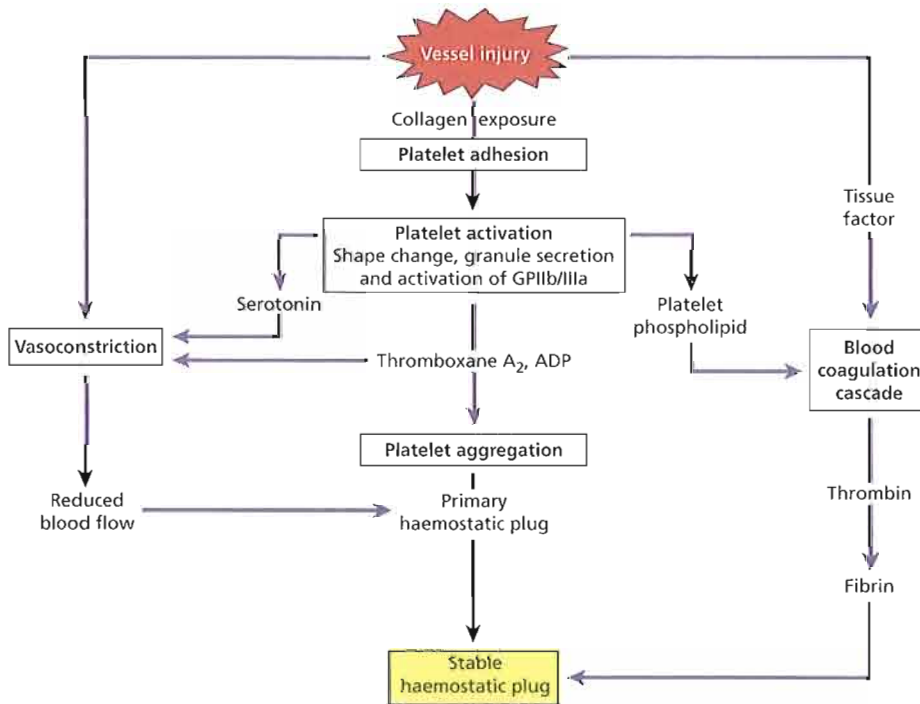 Vessel injury
Collagen exposure
Platelet adhesion
Tissue
factor
Platelet activation
Shape change, granule secretion
and activation of GPIIb/IIIa
Serotonin
Platelet
phospholipid
Vasoconstriction
Thromboxane A₂, ADP
Blood
coagulation
cascade
Platelet aggregation
Reduced
blood flow
Primary
haemostatic plug
Thrombin
Fibrin
Stable
haemostatic plug